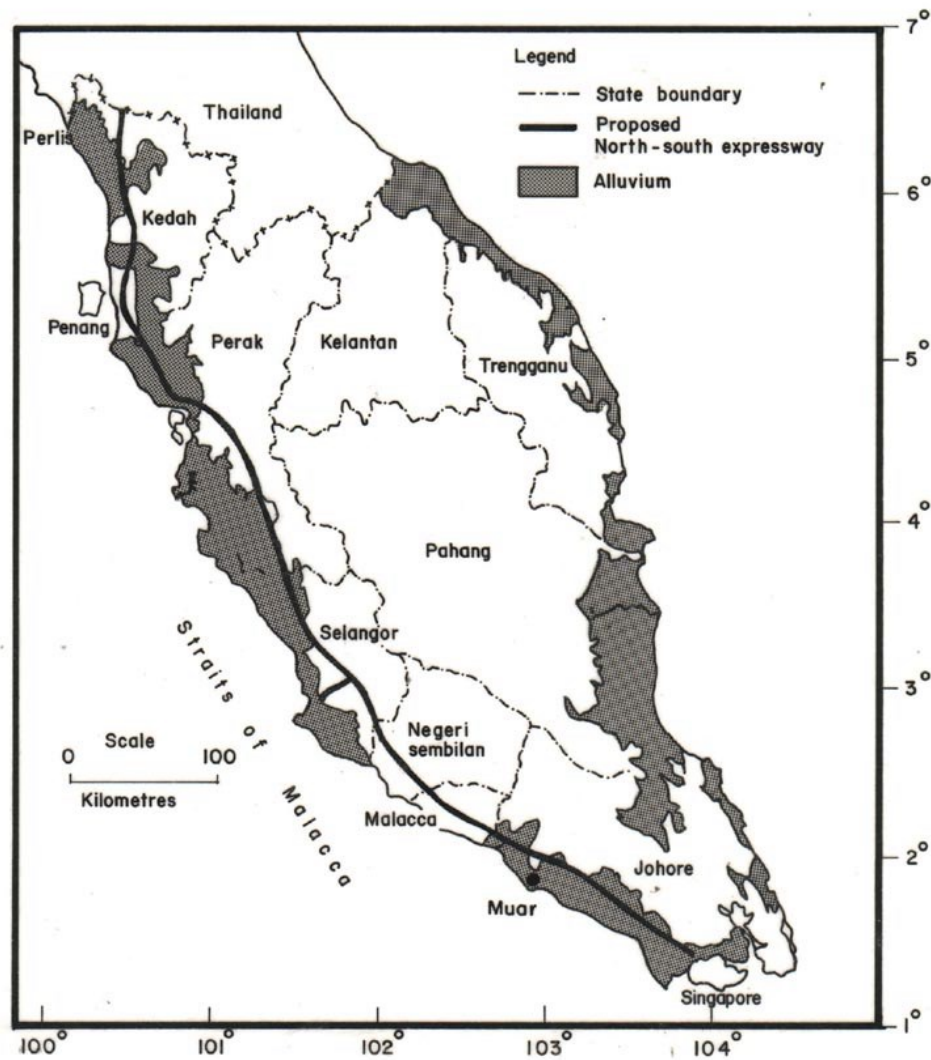 Legend
State boundary
Proposed
North-south expressway
Alluvium
Thailand
Perlis
Kedah
Penang
Perak
Kelantan
Trengganu
Pahang
Selangor
Straits of Malacca
Scale
0 100
Kilometres
Negeri
sembilan
Malacca
Muar
Johore
Singapore
7°
6°
5°
4°
3°
2°
1°
100° 101° 102° 103° 104°